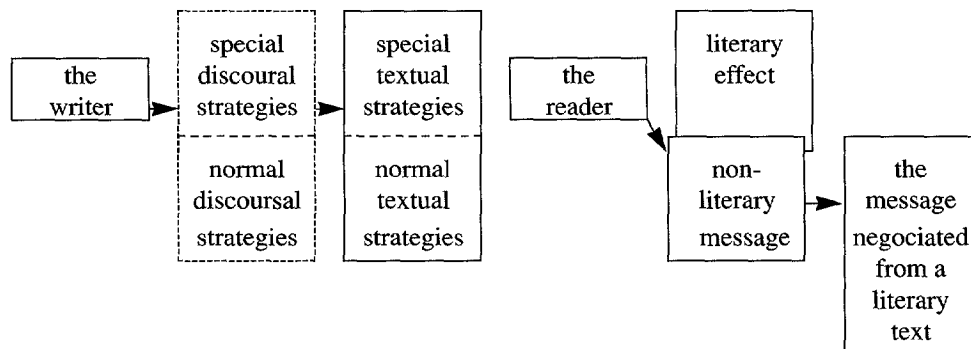 the
writer
special
discoural
strategies
normal
discoursal
strategies
special
textual
strategies
normal
textual
strategies
the
reader
literary
effect
non-
literary
message
the
message
negociated
from a
literary
text